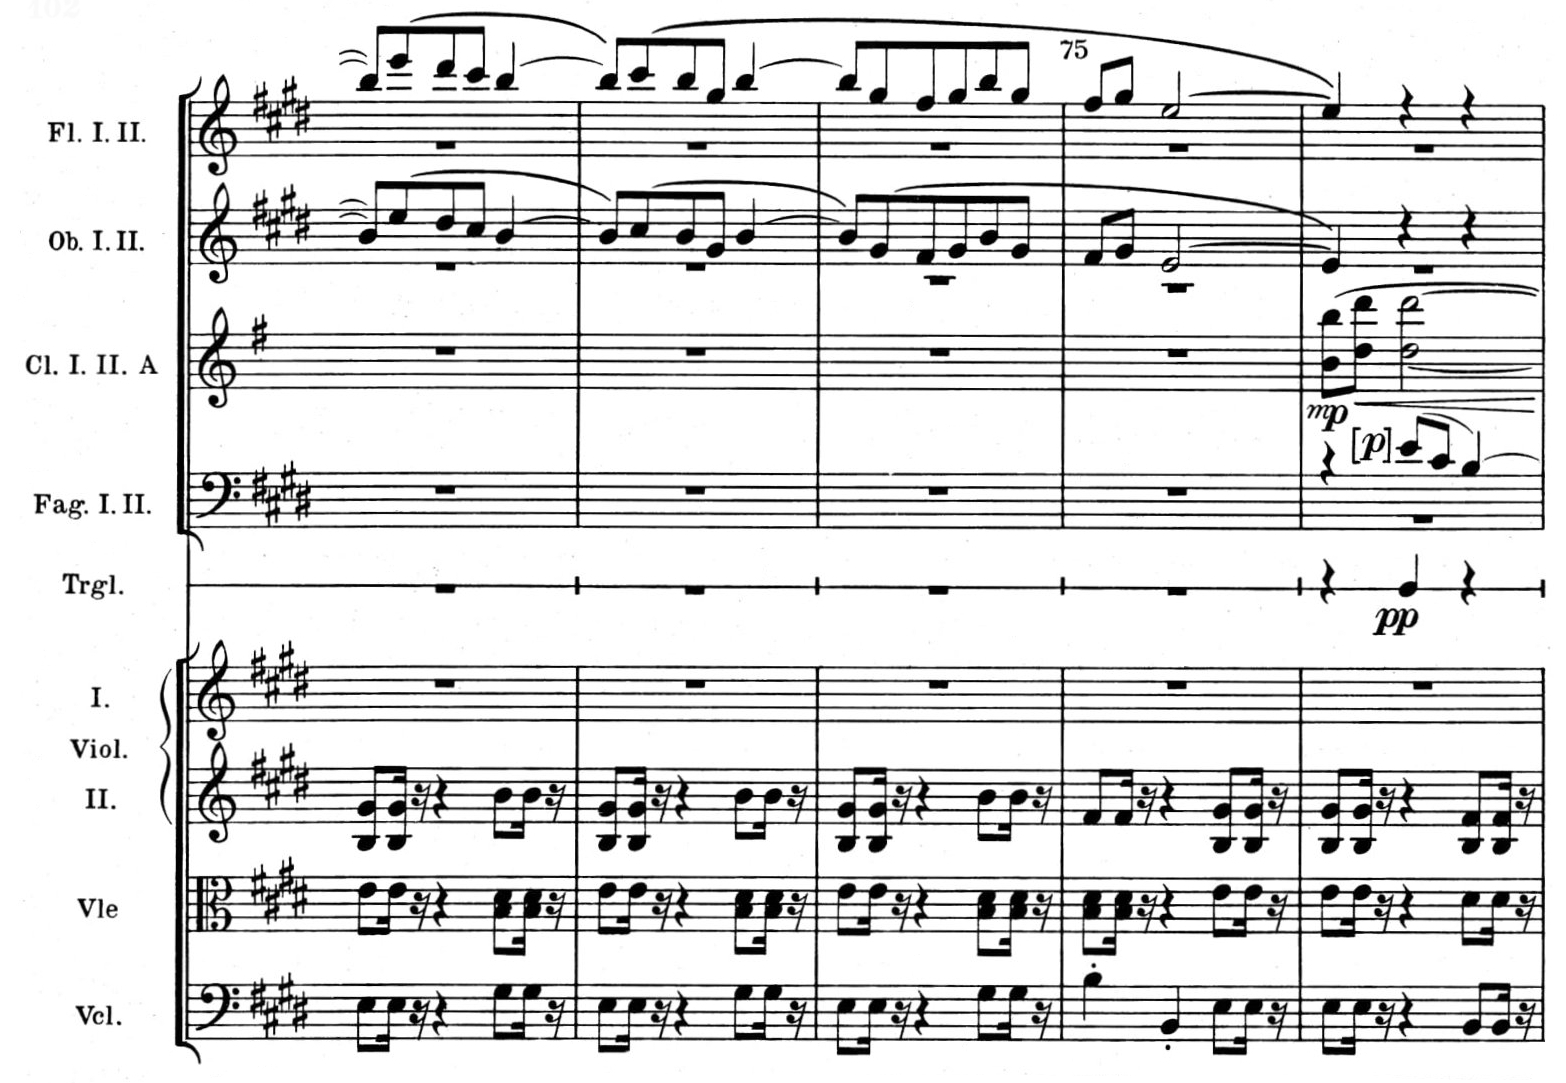 75
Fl. I. II.
Ob. I. II.
Cl. I. II. A
mp
[p]
Fag. I. II.
Trgl.
pp
I.
Viol.
II.
Vle
Vcl.